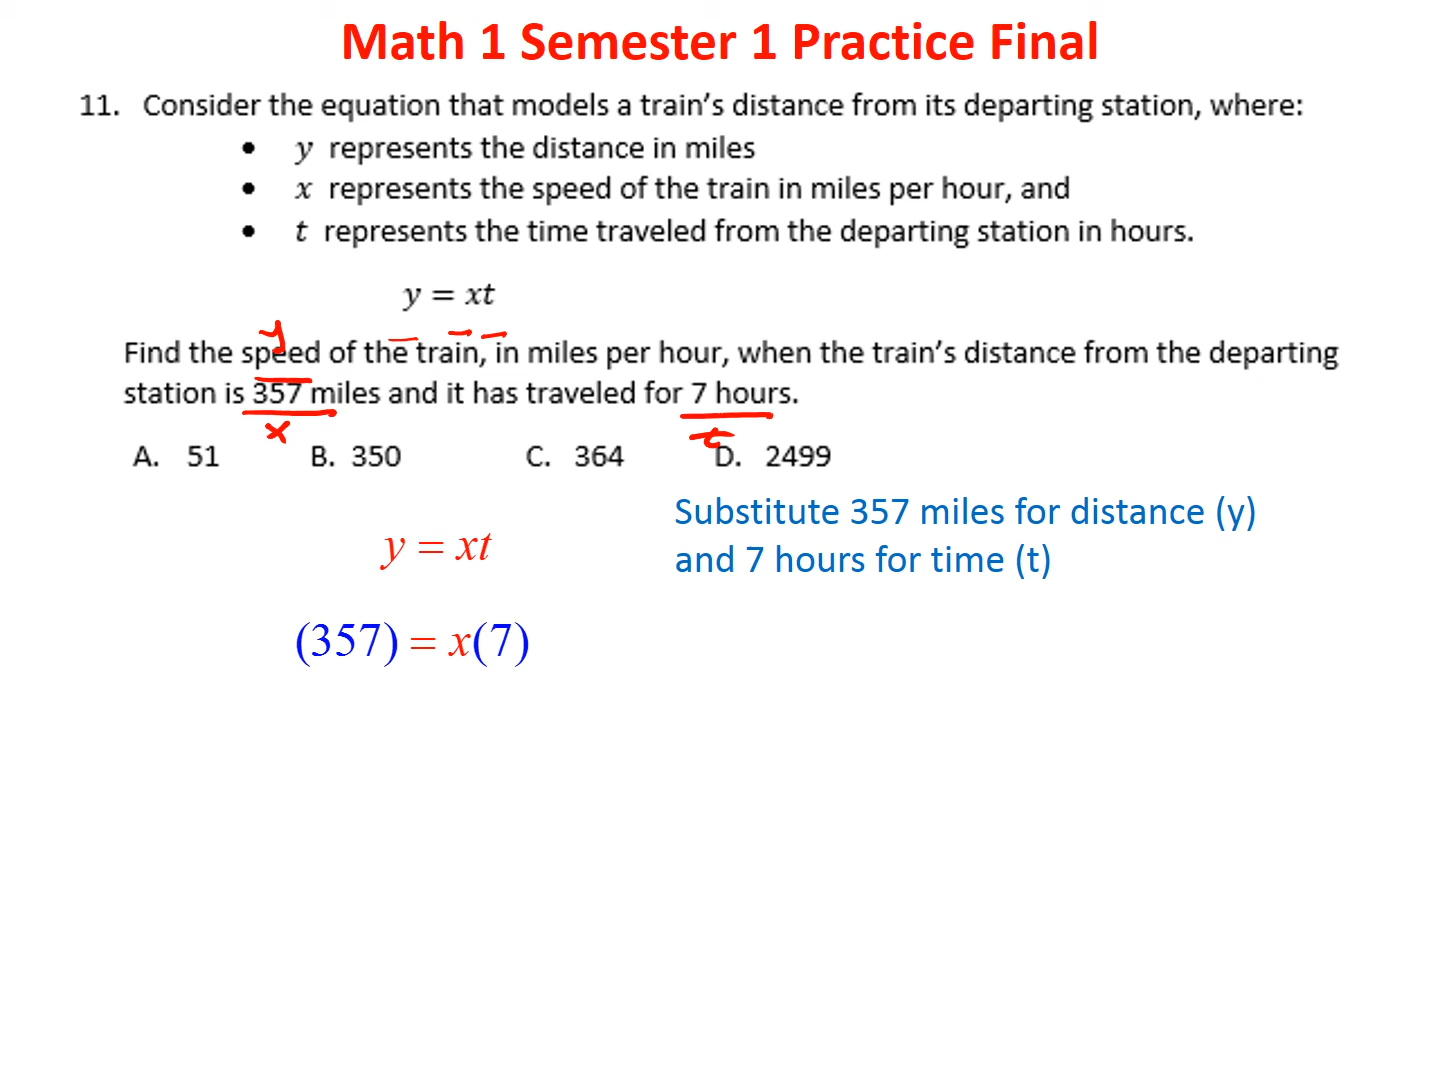 Math 1 Semester 1 Practice Final
11. Consider the equation that models a train's distance from its departing station, where:
• y represents the distance in miles
• x represents the speed of the train in miles per hour, and
• t represents the time traveled from the departing station in hours.
y = xt
y
Find the speed of the train, in miles per hour, when the train's distance from the departing
station is 357 miles and it has traveled for 7 hours.
x t
A. 51 B. 350 C. 364 D. 2499
Substitute 357 miles for distance (y)
and 7 hours for time (t)
y = xt
(357) = x(7)